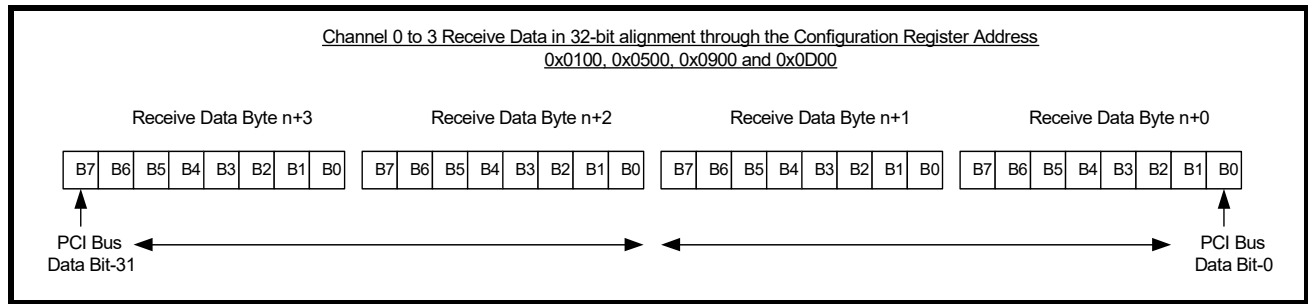 Channel 0 to 3 Receive Data in 32-bit alignment through the Configuration Register Address
0x0100, 0x0500, 0x0900 and 0x0D00
Receive Data Byte n+3 Receive Data Byte n+2 Receive Data Byte n+1 Receive Data Byte n+0
B7 B6 B5 B4 B3 B2 B1 B0 B7 B6 B5 B4 B3 B2 B1 B0 B7 B6 B5 B4 B3 B2 B1 B0 B7 B6 B5 B4 B3 B2 B1 B0
PCI Bus PCI Bus
Data Bit-31 Data Bit-0